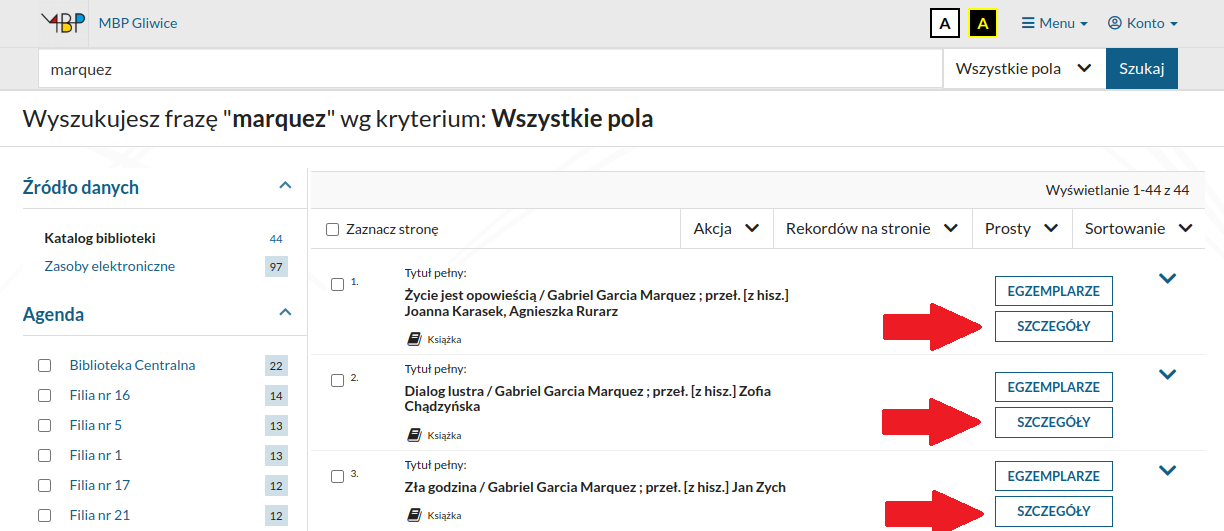 MBP MBP Gliwice A A Menu Konto
marquez Wszystkie pola Szukaj
Wyszukujesz frazę "marquez" wg kryterium: Wszystkie pola
Źródło danych
Katalog biblioteki 44
Zasoby elektroniczne 97
Agenda
Biblioteka Centralna 22
Filia nr 16 14
Filia nr 5 13
Filia nr 1 13
Filia nr 17 12
Filia nr 21 12
Wyświetlanie 1-44 z 44
Zaznacz stronę Akcja Rekordów na stronie Prosty Sortowanie
1. Tytuł pełny:
Życie jest opowieścią / Gabriel Garcia Marquez ; przeł. [z hisz.]
Joanna Karasek, Agnieszka Rurarz
Książka
EGZEMPLARZE
SZCZEGÓŁY
2. Tytuł pełny:
Dialog lustra / Gabriel Garcia Marquez ; przeł. [z hisz.] Zofia
Chądzyńska
Książka
EGZEMPLARZE
SZCZEGÓŁY
3. Tytuł pełny:
Zła godzina / Gabriel Garcia Marquez ; przeł. [z hisz.] Jan Zych
Książka
EGZEMPLARZE
SZCZEGÓŁY